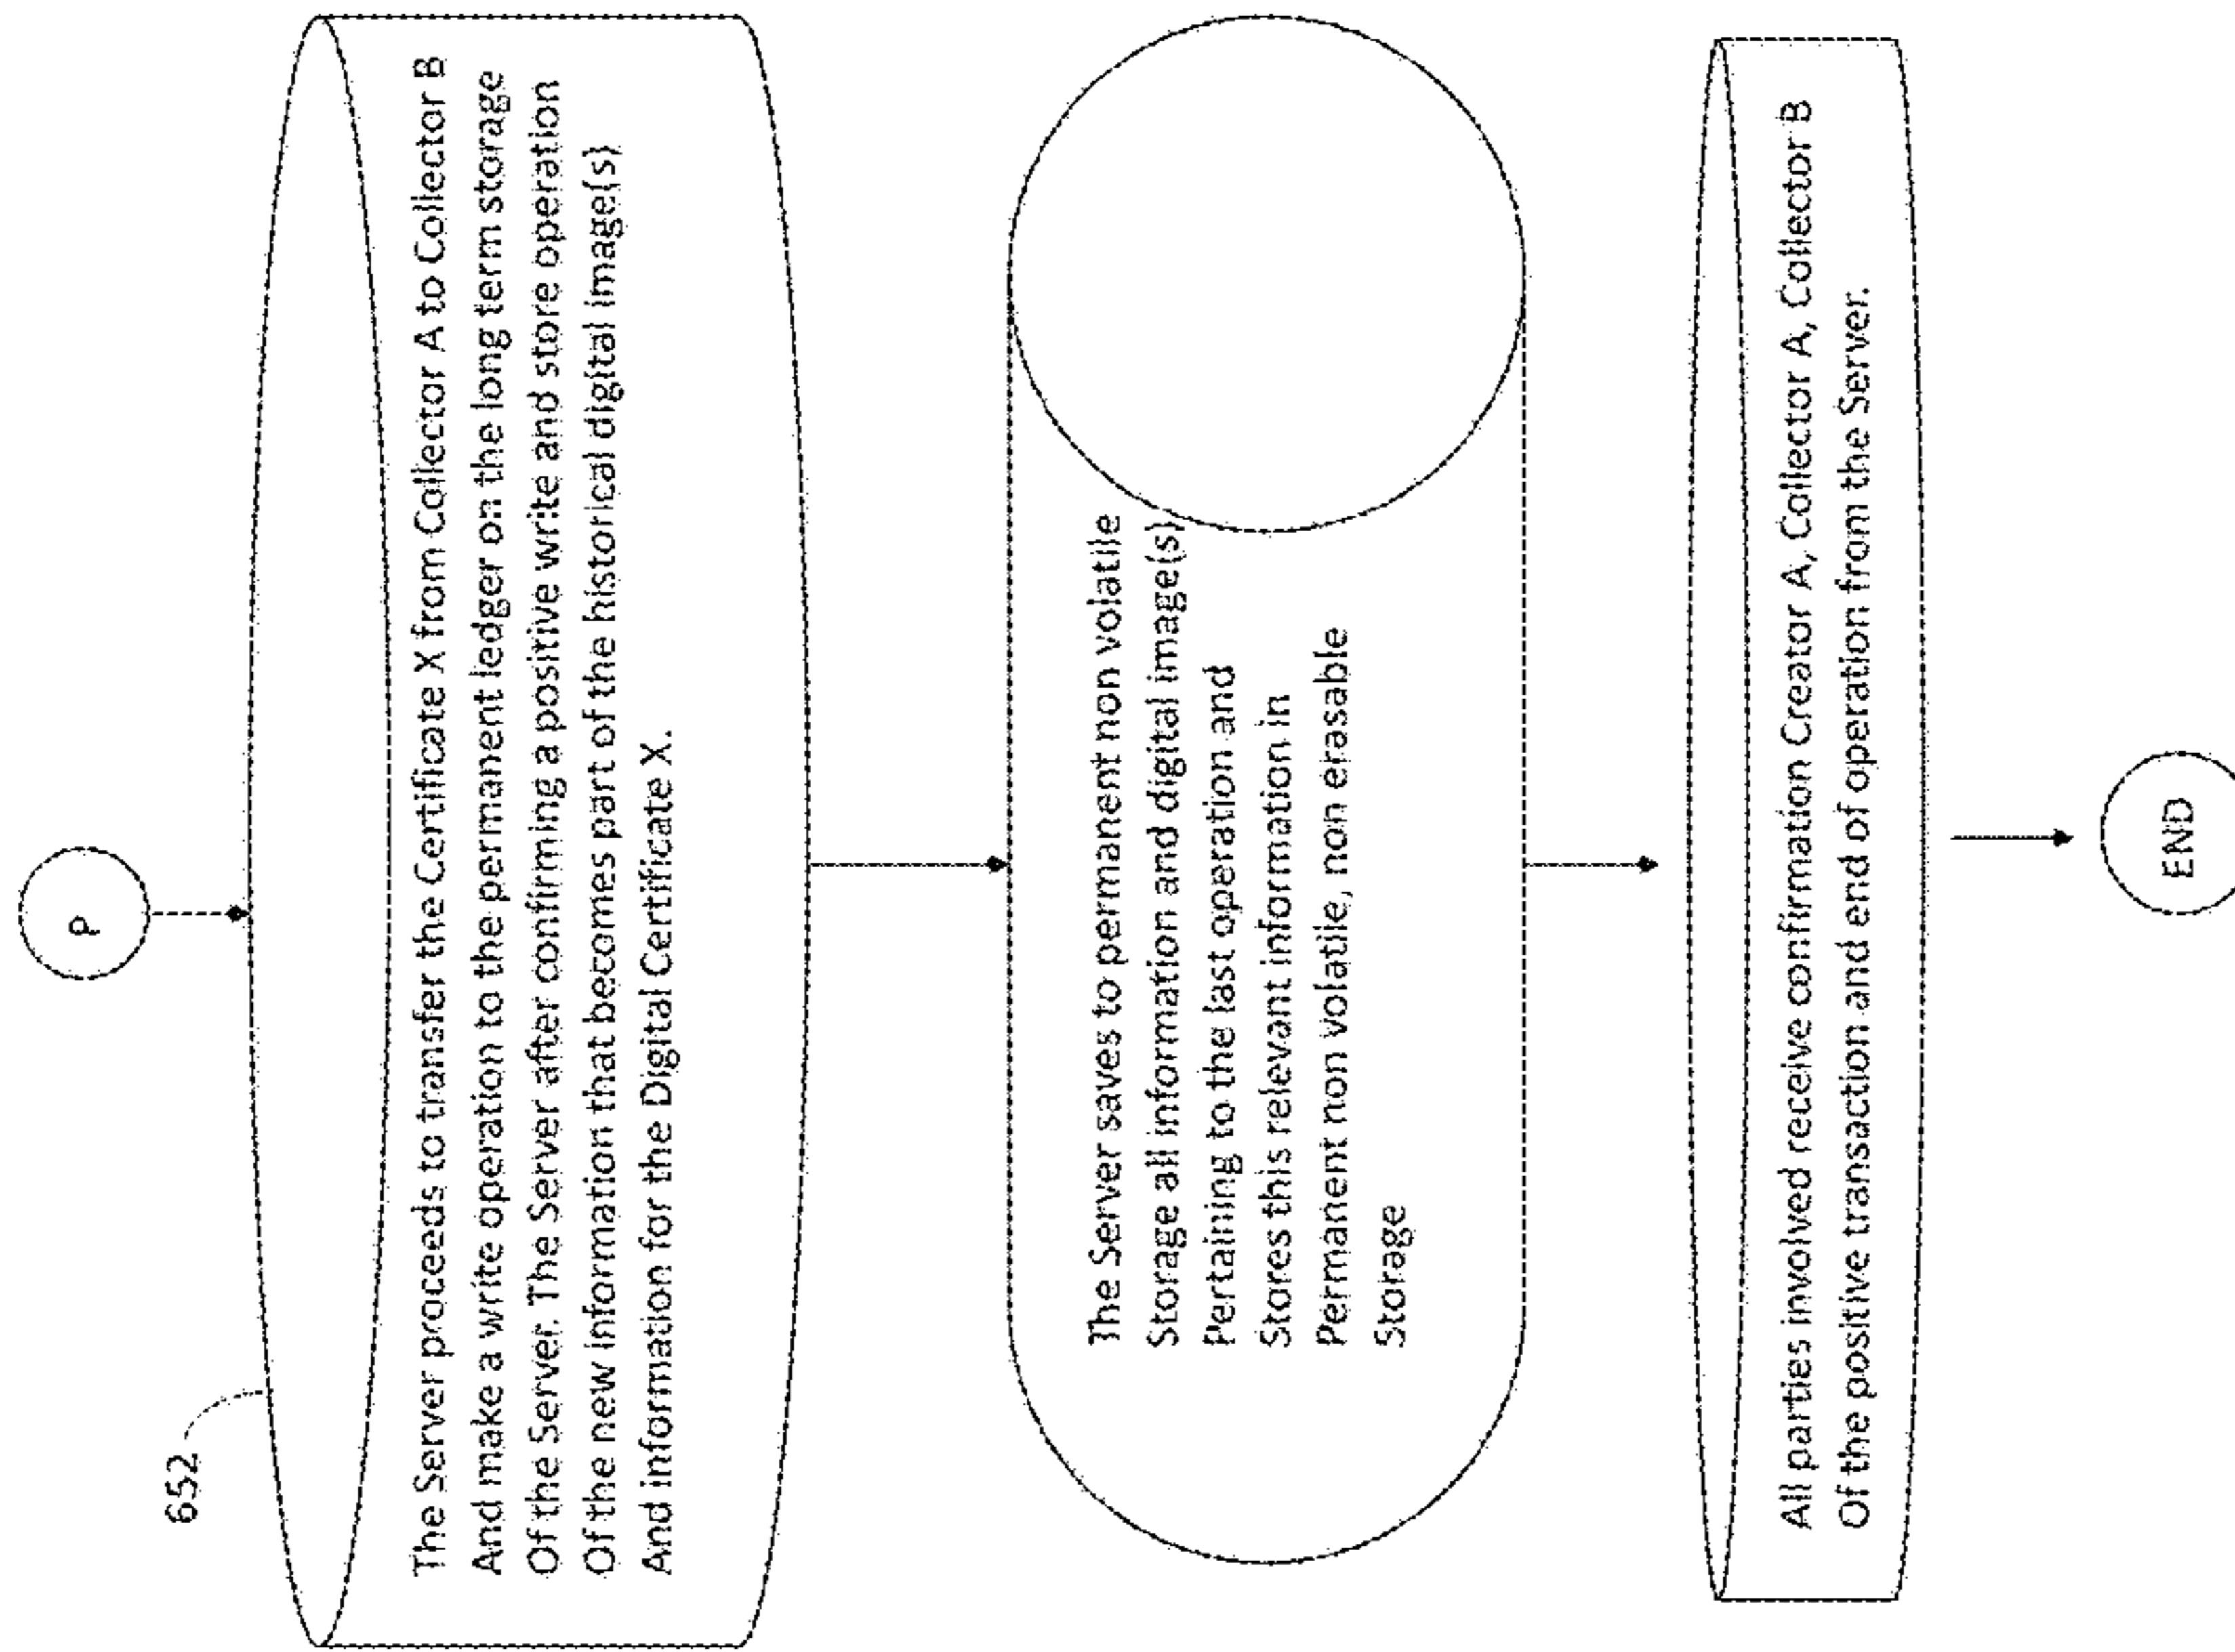 P
652
The Server proceeds to transfer the Certificate X from Collector A to Collector B
And make a write operation to the permanent ledger on the long term storage
Of the Server. The Server after confirming a positive write and store operation
Of the new information that becomes part of the historical digital image(s)
And information for the Digital Certificate X.
The Server saves to permanent non volatile
Storage all information and digital image(s)
Pertaining to the last operation and
Stores this relevant information in
Permanent non volatile, non erasable
Storage
All parties involved receive confirmation Creator A, Collector A, Collector B
Of the positive transaction and end of operation from the Server.
END